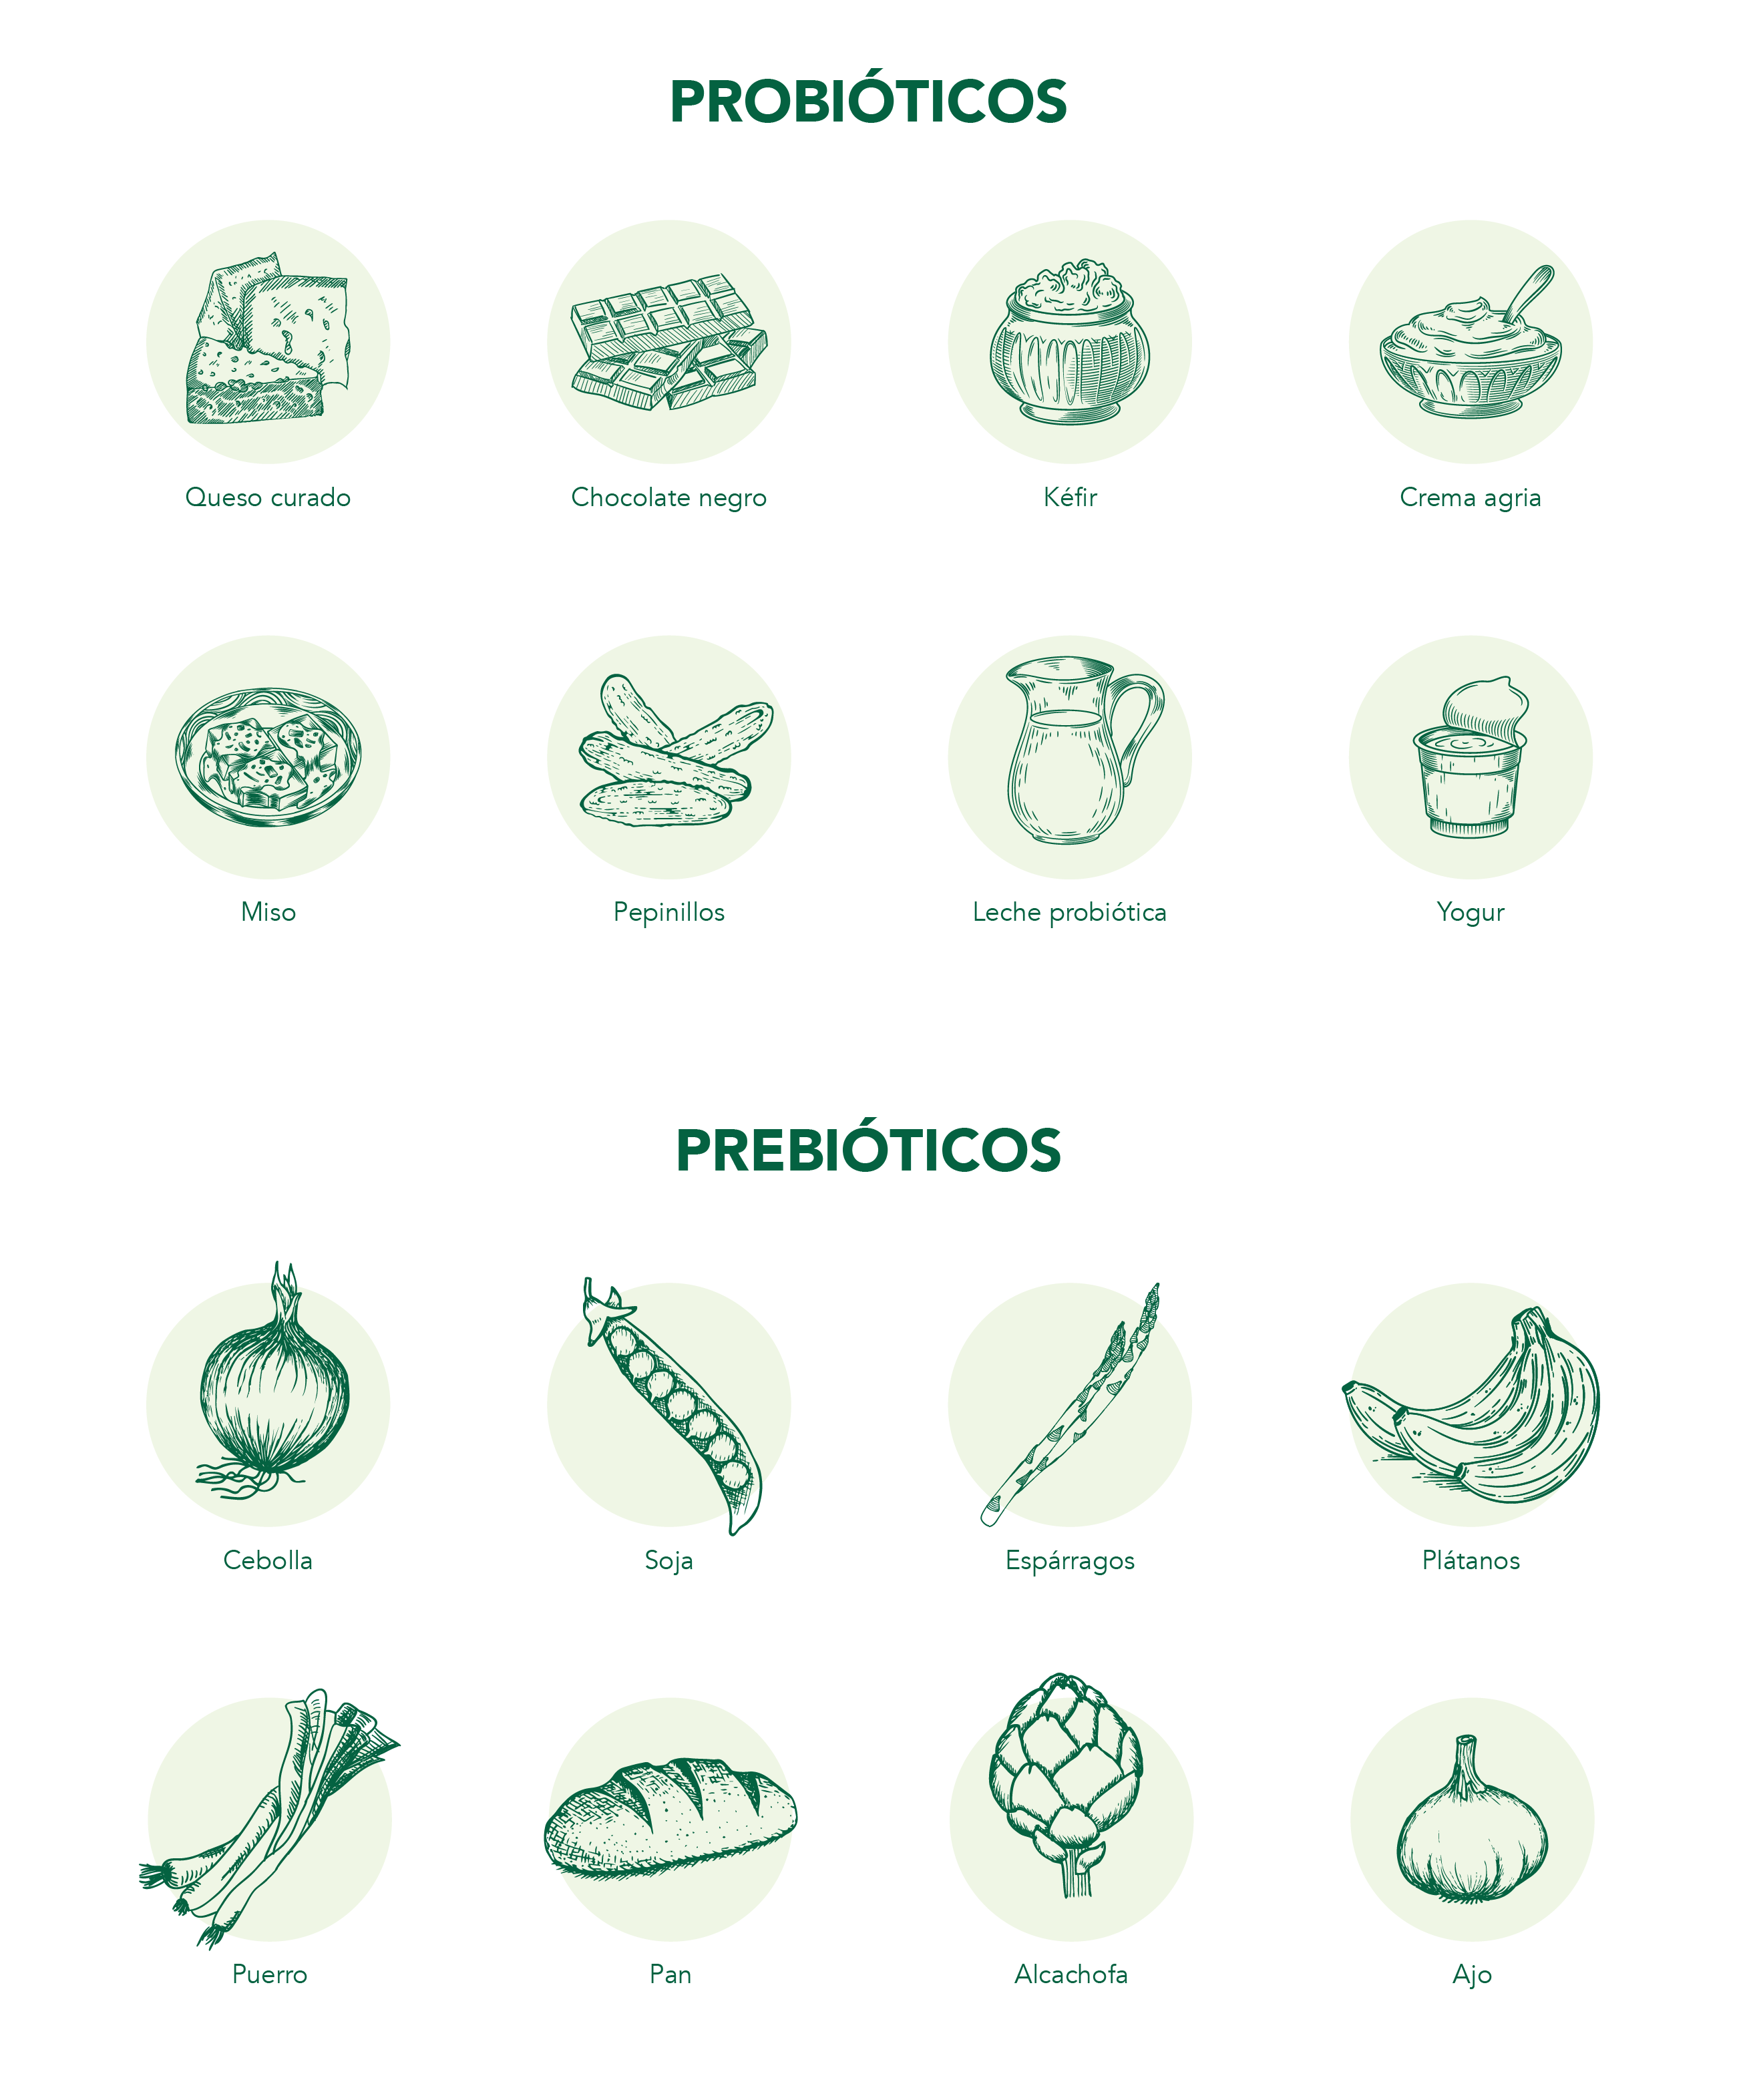 PROBIÓTICOS
Queso curado
Chocolate negro
Kéfir
Crema agria
Miso
Pepinillos
Leche probiótica
Yogur
PREBIÓTICOS
Cebolla
Soja
Espárragos
Plátanos
Puerro
Pan
Alcachofa
Ajo